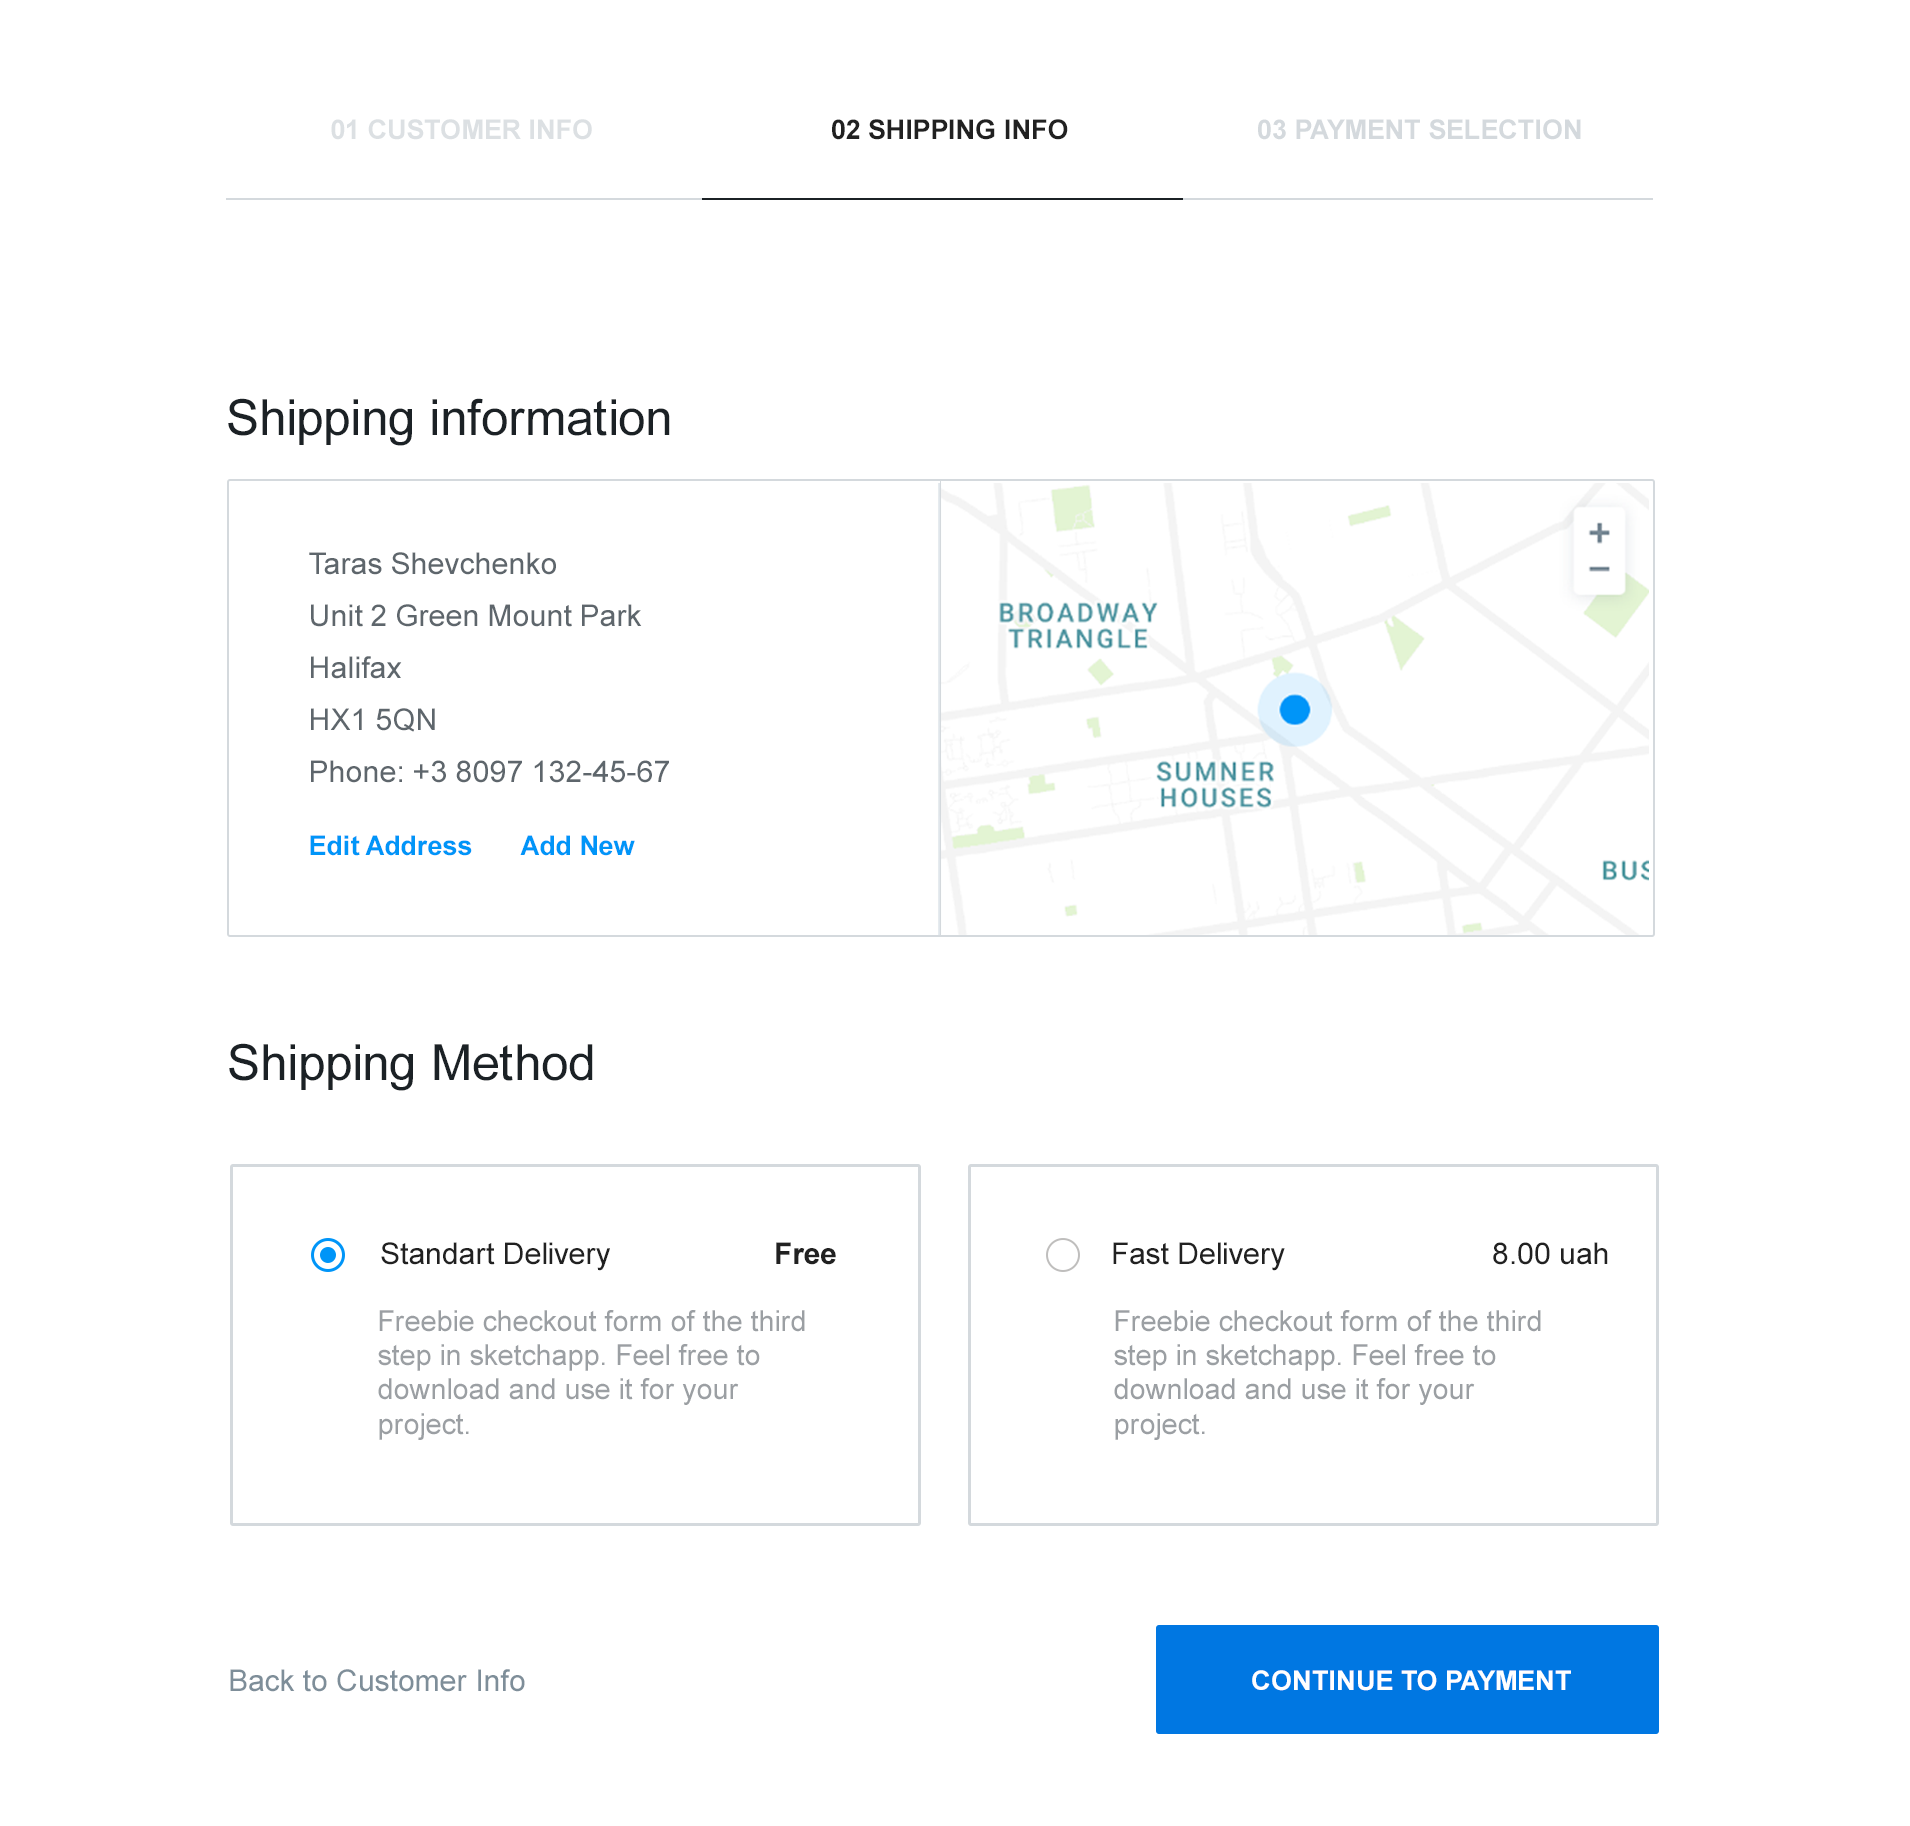 01 CUSTOMER INFO
02 SHIPPING INFO
03 PAYMENT SELECTION
Shipping information
Taras Shevchenko
Unit 2 Green Mount Park
Halifax
HX1 5QN
Phone: +3 8097 132-45-67
Edit Address
Add New
BROADWAY
TRIANGLE
SUMNER
HOUSES
BUS
+
−
Shipping Method
Standart Delivery
Free
Freebie checkout form of the third
step in sketchapp. Feel free to
download and use it for your
project.
Fast Delivery
8.00 uah
Freebie checkout form of the third
step in sketchapp. Feel free to
download and use it for your
project.
Back to Customer Info
CONTINUE TO PAYMENT